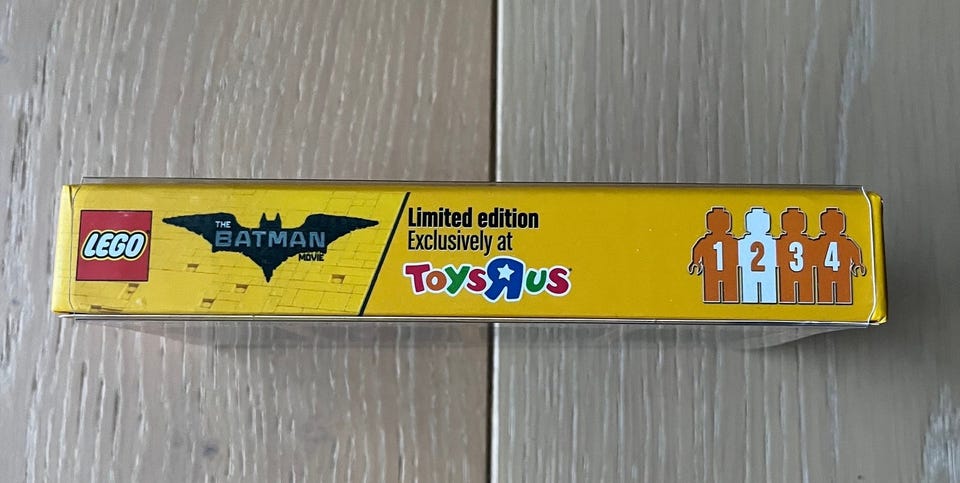 LEGO
THE
BATMAN
MOVIE
Limited edition
Exclusively at
ToysRus
1 2 3 4